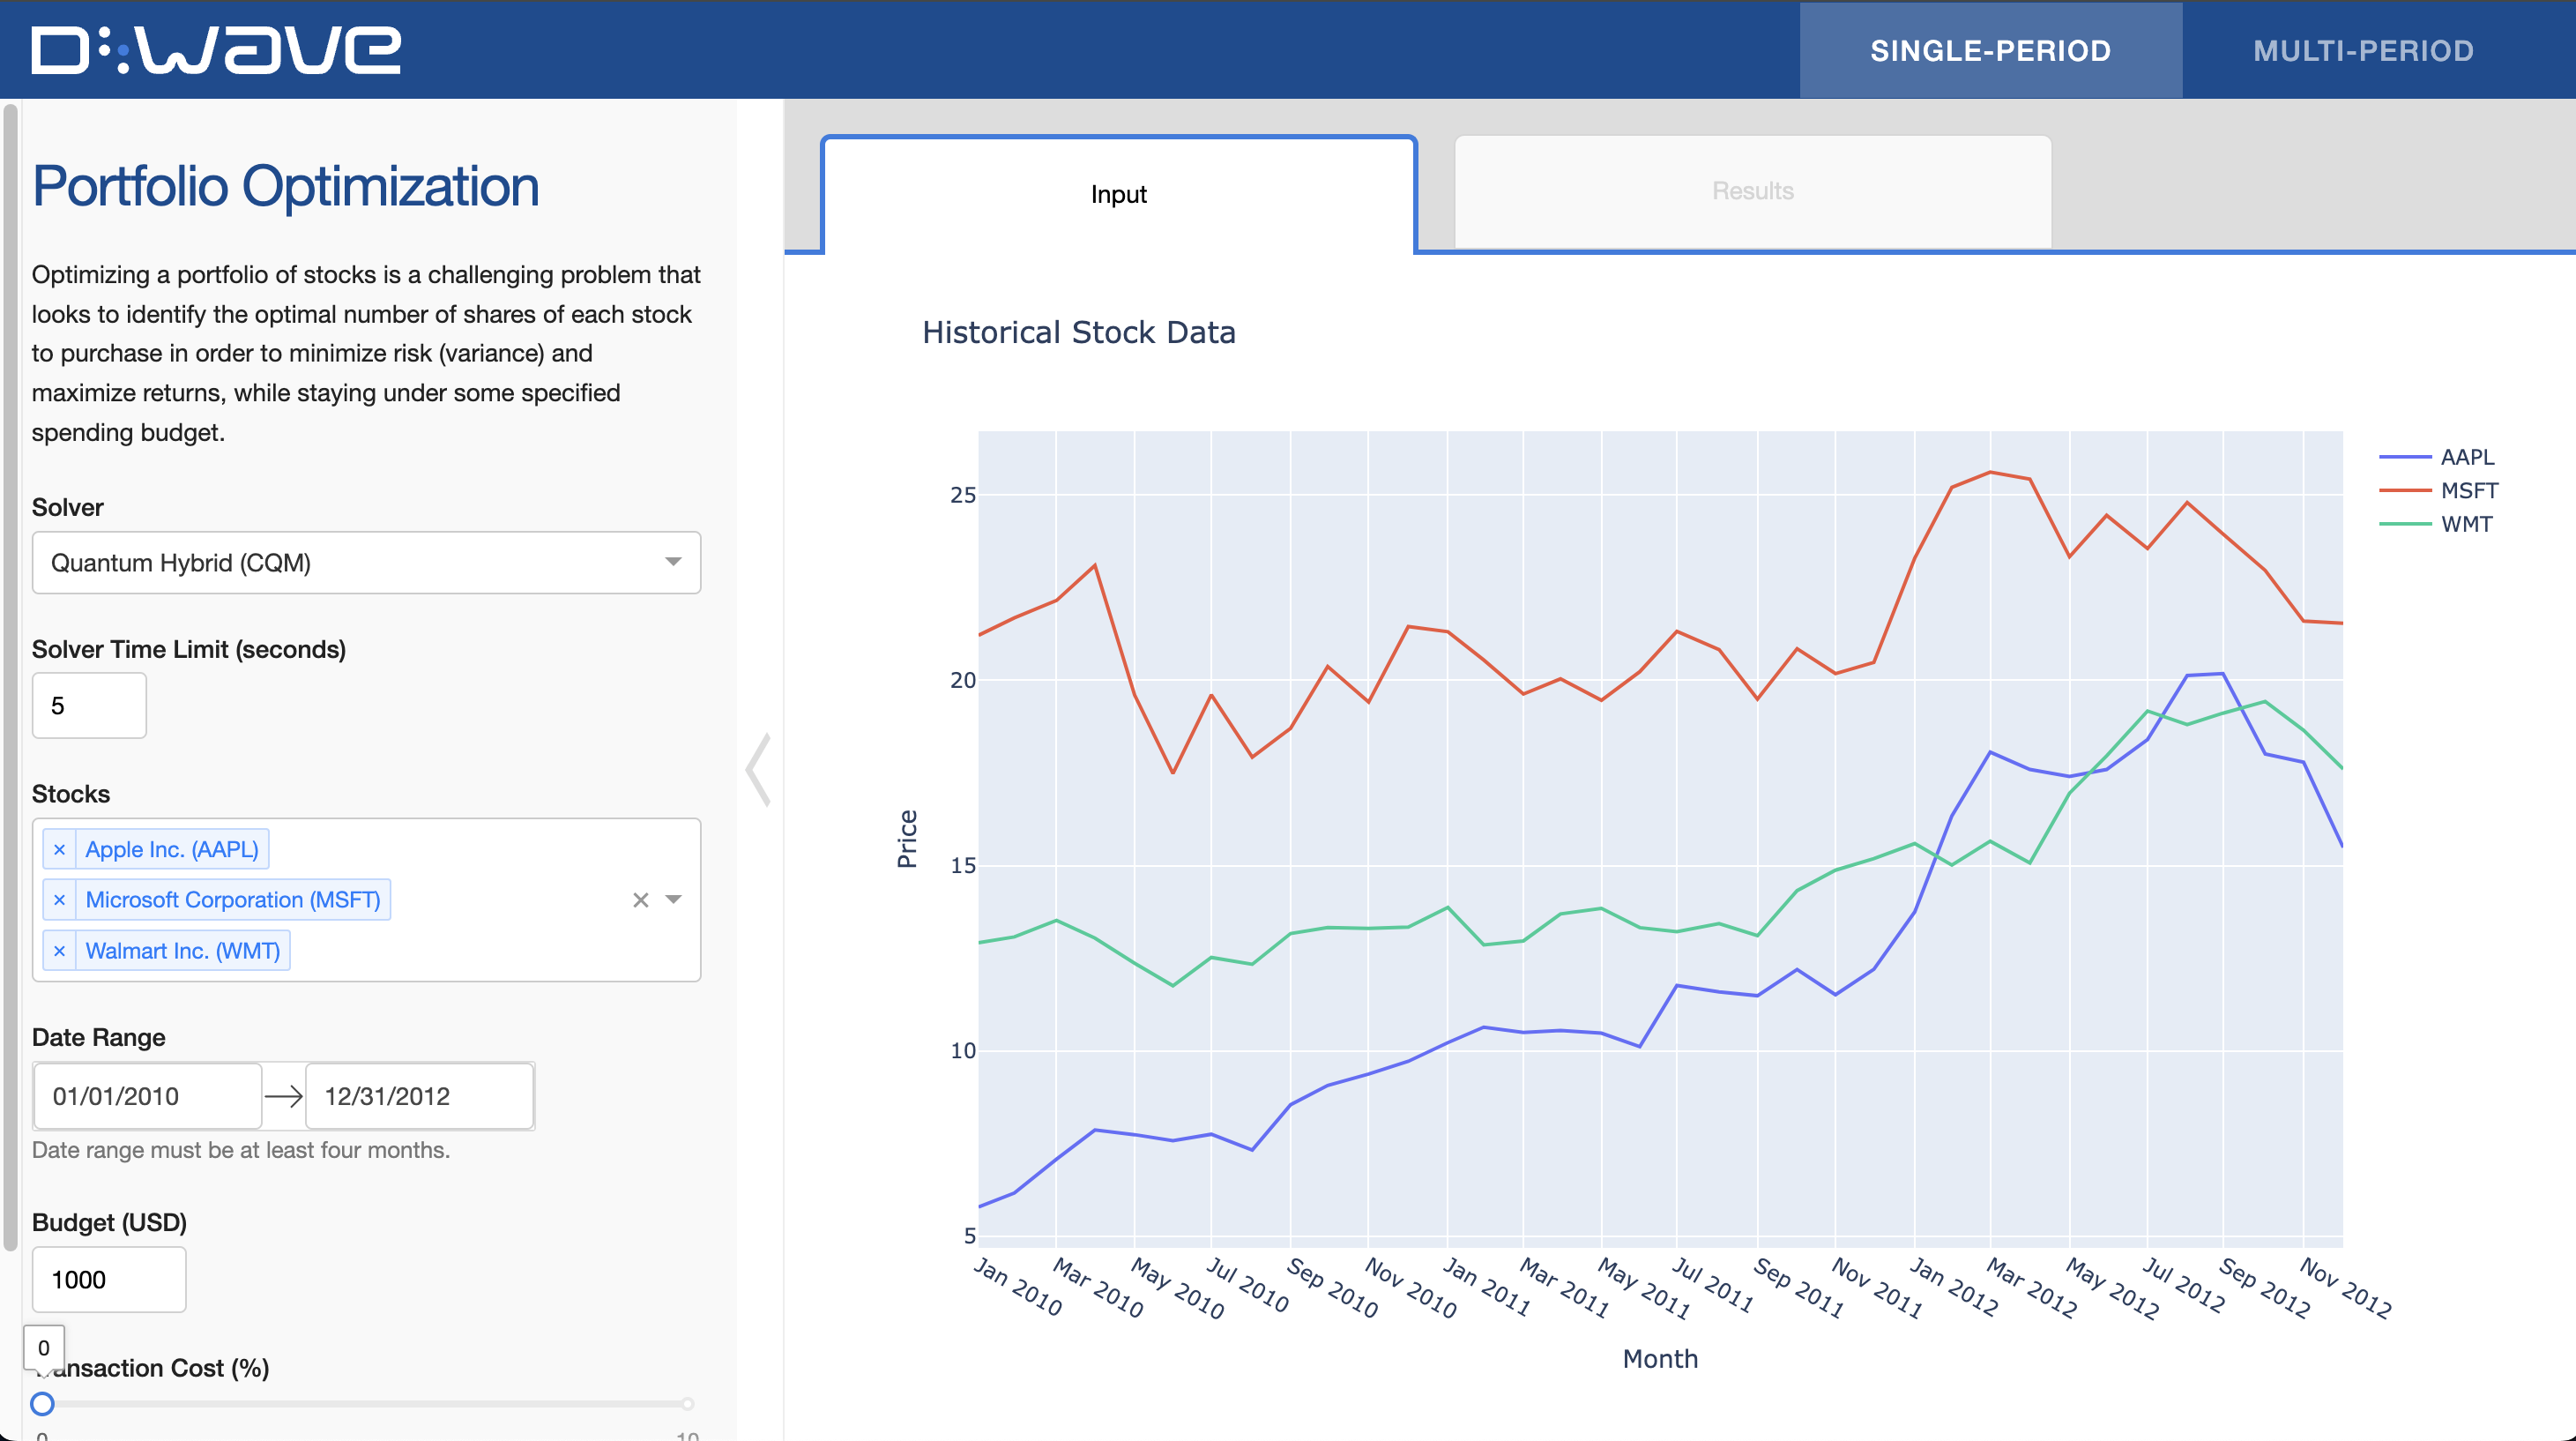 D:Wave
SINGLE-PERIOD
MULTI-PERIOD
Portfolio Optimization
Optimizing a portfolio of stocks is a challenging problem that
looks to identify the optimal number of shares of each stock
to purchase in order to minimize risk (variance) and
maximize returns, while staying under some specified
spending budget.
Solver
Quantum Hybrid (CQM)
Solver Time Limit (seconds)
5
Stocks
× Apple Inc. (AAPL)
× Microsoft Corporation (MSFT)
× Walmart Inc. (WMT)
Date Range
01/01/2010 → 12/31/2012
Date range must be at least four months.
Budget (USD)
1000
0
ansaction Cost (%)
0
10
Input
Results
Historical Stock Data
AAPL
MSFT
WMT
Price
25
20
15
10
5
Jan 2010
Mar 2010
May 2010
Jul 2010
Sep 2010
Nov 2010
Jan 2011
Mar 2011
May 2011
Jul 2011
Sep 2011
Nov 2011
Jan 2012
Mar 2012
May 2012
Jul 2012
Sep 2012
Nov 2012
Month